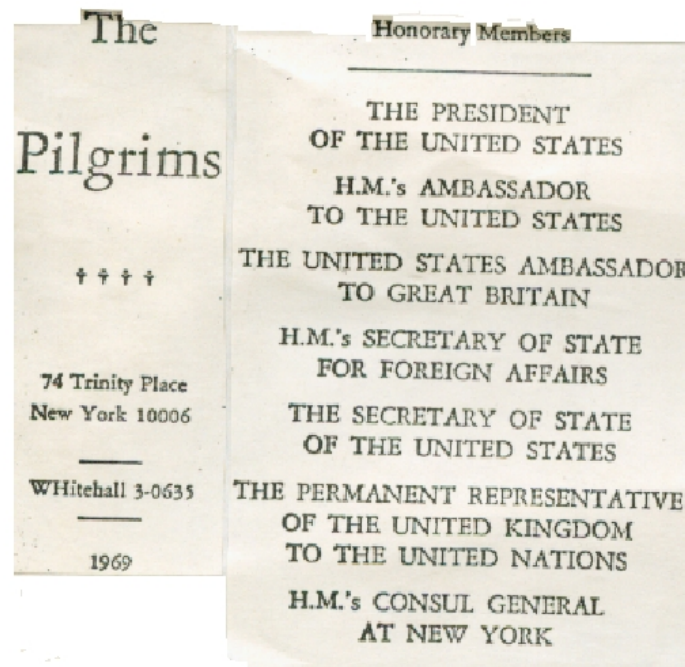 The
Pilgrims
74 Trinity Place
New York 10006
WHitehall 3-0635
1969
Honorary Members
THE PRESIDENT
OF THE UNITED STATES
H.M.'s AMBASSADOR
TO THE UNITED STATES
THE UNITED STATES AMBASSADOR
TO GREAT BRITAIN
H.M.'s SECRETARY OF STATE
FOR FOREIGN AFFAIRS
THE SECRETARY OF STATE
OF THE UNITED STATES
THE PERMANENT REPRESENTATIVE
OF THE UNITED KINGDOM
TO THE UNITED NATIONS
H.M.'s CONSUL GENERAL
AT NEW YORK